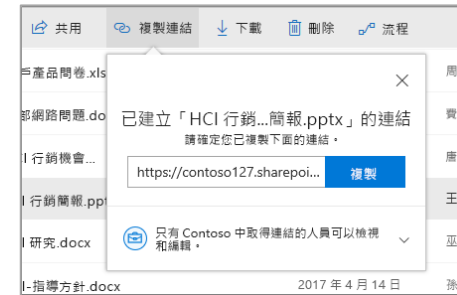 共用 複製連結 下載 刪除 流程
戶產品問卷.xls 周
部網路問題.do 費
已建立「HCI 行銷...簡報.pptx」的連結
請確定您已複製下面的連結。
I 行銷機會... 唐
https://contoso127.sharepoi... 複製
I 行銷簡報.ppt 王
只有 Contoso 中取得連結的人員可以檢視
和編輯。
I 研究.docx 巫
I-指導方針.docx 2017 年 4 月 14 日 孫